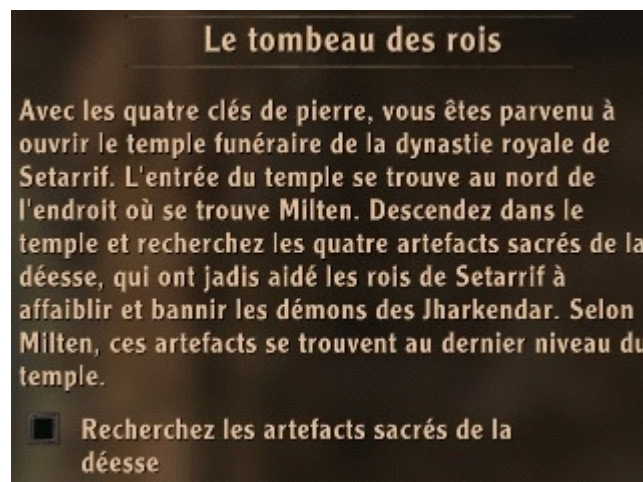 Le tombeau des rois
Avec les quatre clés de pierre, vous êtes parvenu à
ouvrir le temple funéraire de la dynastie royale de
Setarrif. L'entrée du temple se trouve au nord de
l'endroit où se trouve Milten. Descendez dans le
temple et recherchez les quatre artefacts sacrés de la
déesse, qui ont jadis aidé les rois de Setarrif à
affaiblir et bannir les démons des Jharkendar. Selon
Milten, ces artefacts se trouvent au dernier niveau du
temple.
Recherchez les artefacts sacrés de la
déesse